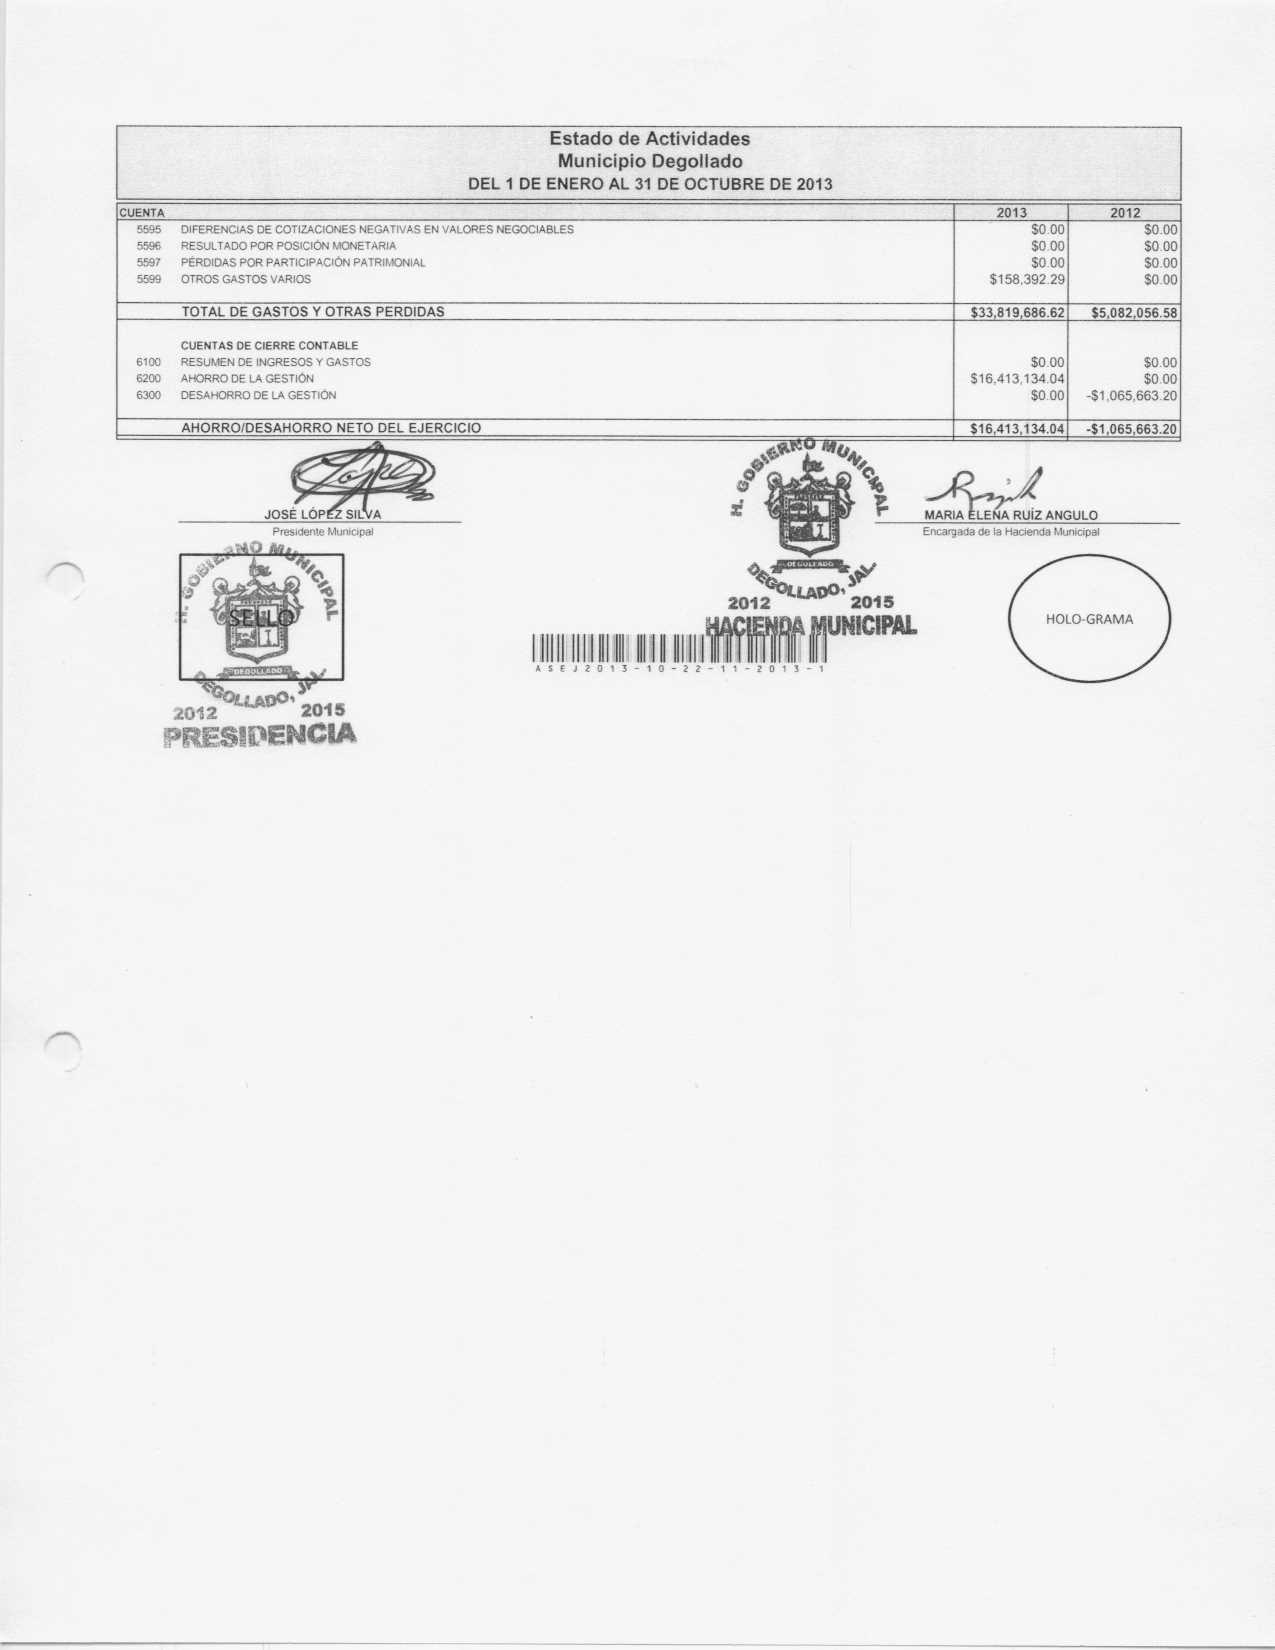 Estado de Actividades
Municipio Degollado
DEL 1 DE ENERO AL 31 DE OCTUBRE DE 2013
CUENTA 2013 2012
5595 DIFERENCIAS DE COTIZACIONES NEGATIVAS EN VALORES NEGOCIABLES $0.00 $0.00
5596 RESULTADO POR POSICIÓN MONETARIA $0.00 $0.00
5597 PÉRDIDAS POR PARTICIPACIÓN PATRIMONIAL $0.00 $0.00
5599 OTROS GASTOS VARIOS $158,392.29 $0.00
TOTAL DE GASTOS Y OTRAS PERDIDAS $33,819,686.62 $5,082,056.58
CUENTAS DE CIERRE CONTABLE
6100 RESUMEN DE INGRESOS Y GASTOS $0.00 $0.00
6200 AHORRO DE LA GESTIÓN $16,413,134.04 $0.00
6300 DESAHORRO DE LA GESTIÓN $0.00 -$1,065,663.20
AHORRO/DESAHORRO NETO DEL EJERCICIO $16,413,134.04 -$1,065,663.20
JOSÉ LÓPEZ SILVA
Presidente Municipal
H. GOBIERNO MUNICIPAL
DEGOLLADO
DEGOLLADO, JAL.
2012 2015
HACIENDA MUNICIPAL
MARIA ELENA RUÍZ ANGULO
Encargada de la Hacienda Municipal
H. GOBIERNO MUNICIPAL
SELLO
DEGOLLADO
DEGOLLADO, JAL.
2012 2015
PRESIDENCIA
ASEJ2013-10-22-11-2013-1
HOLO-GRAMA